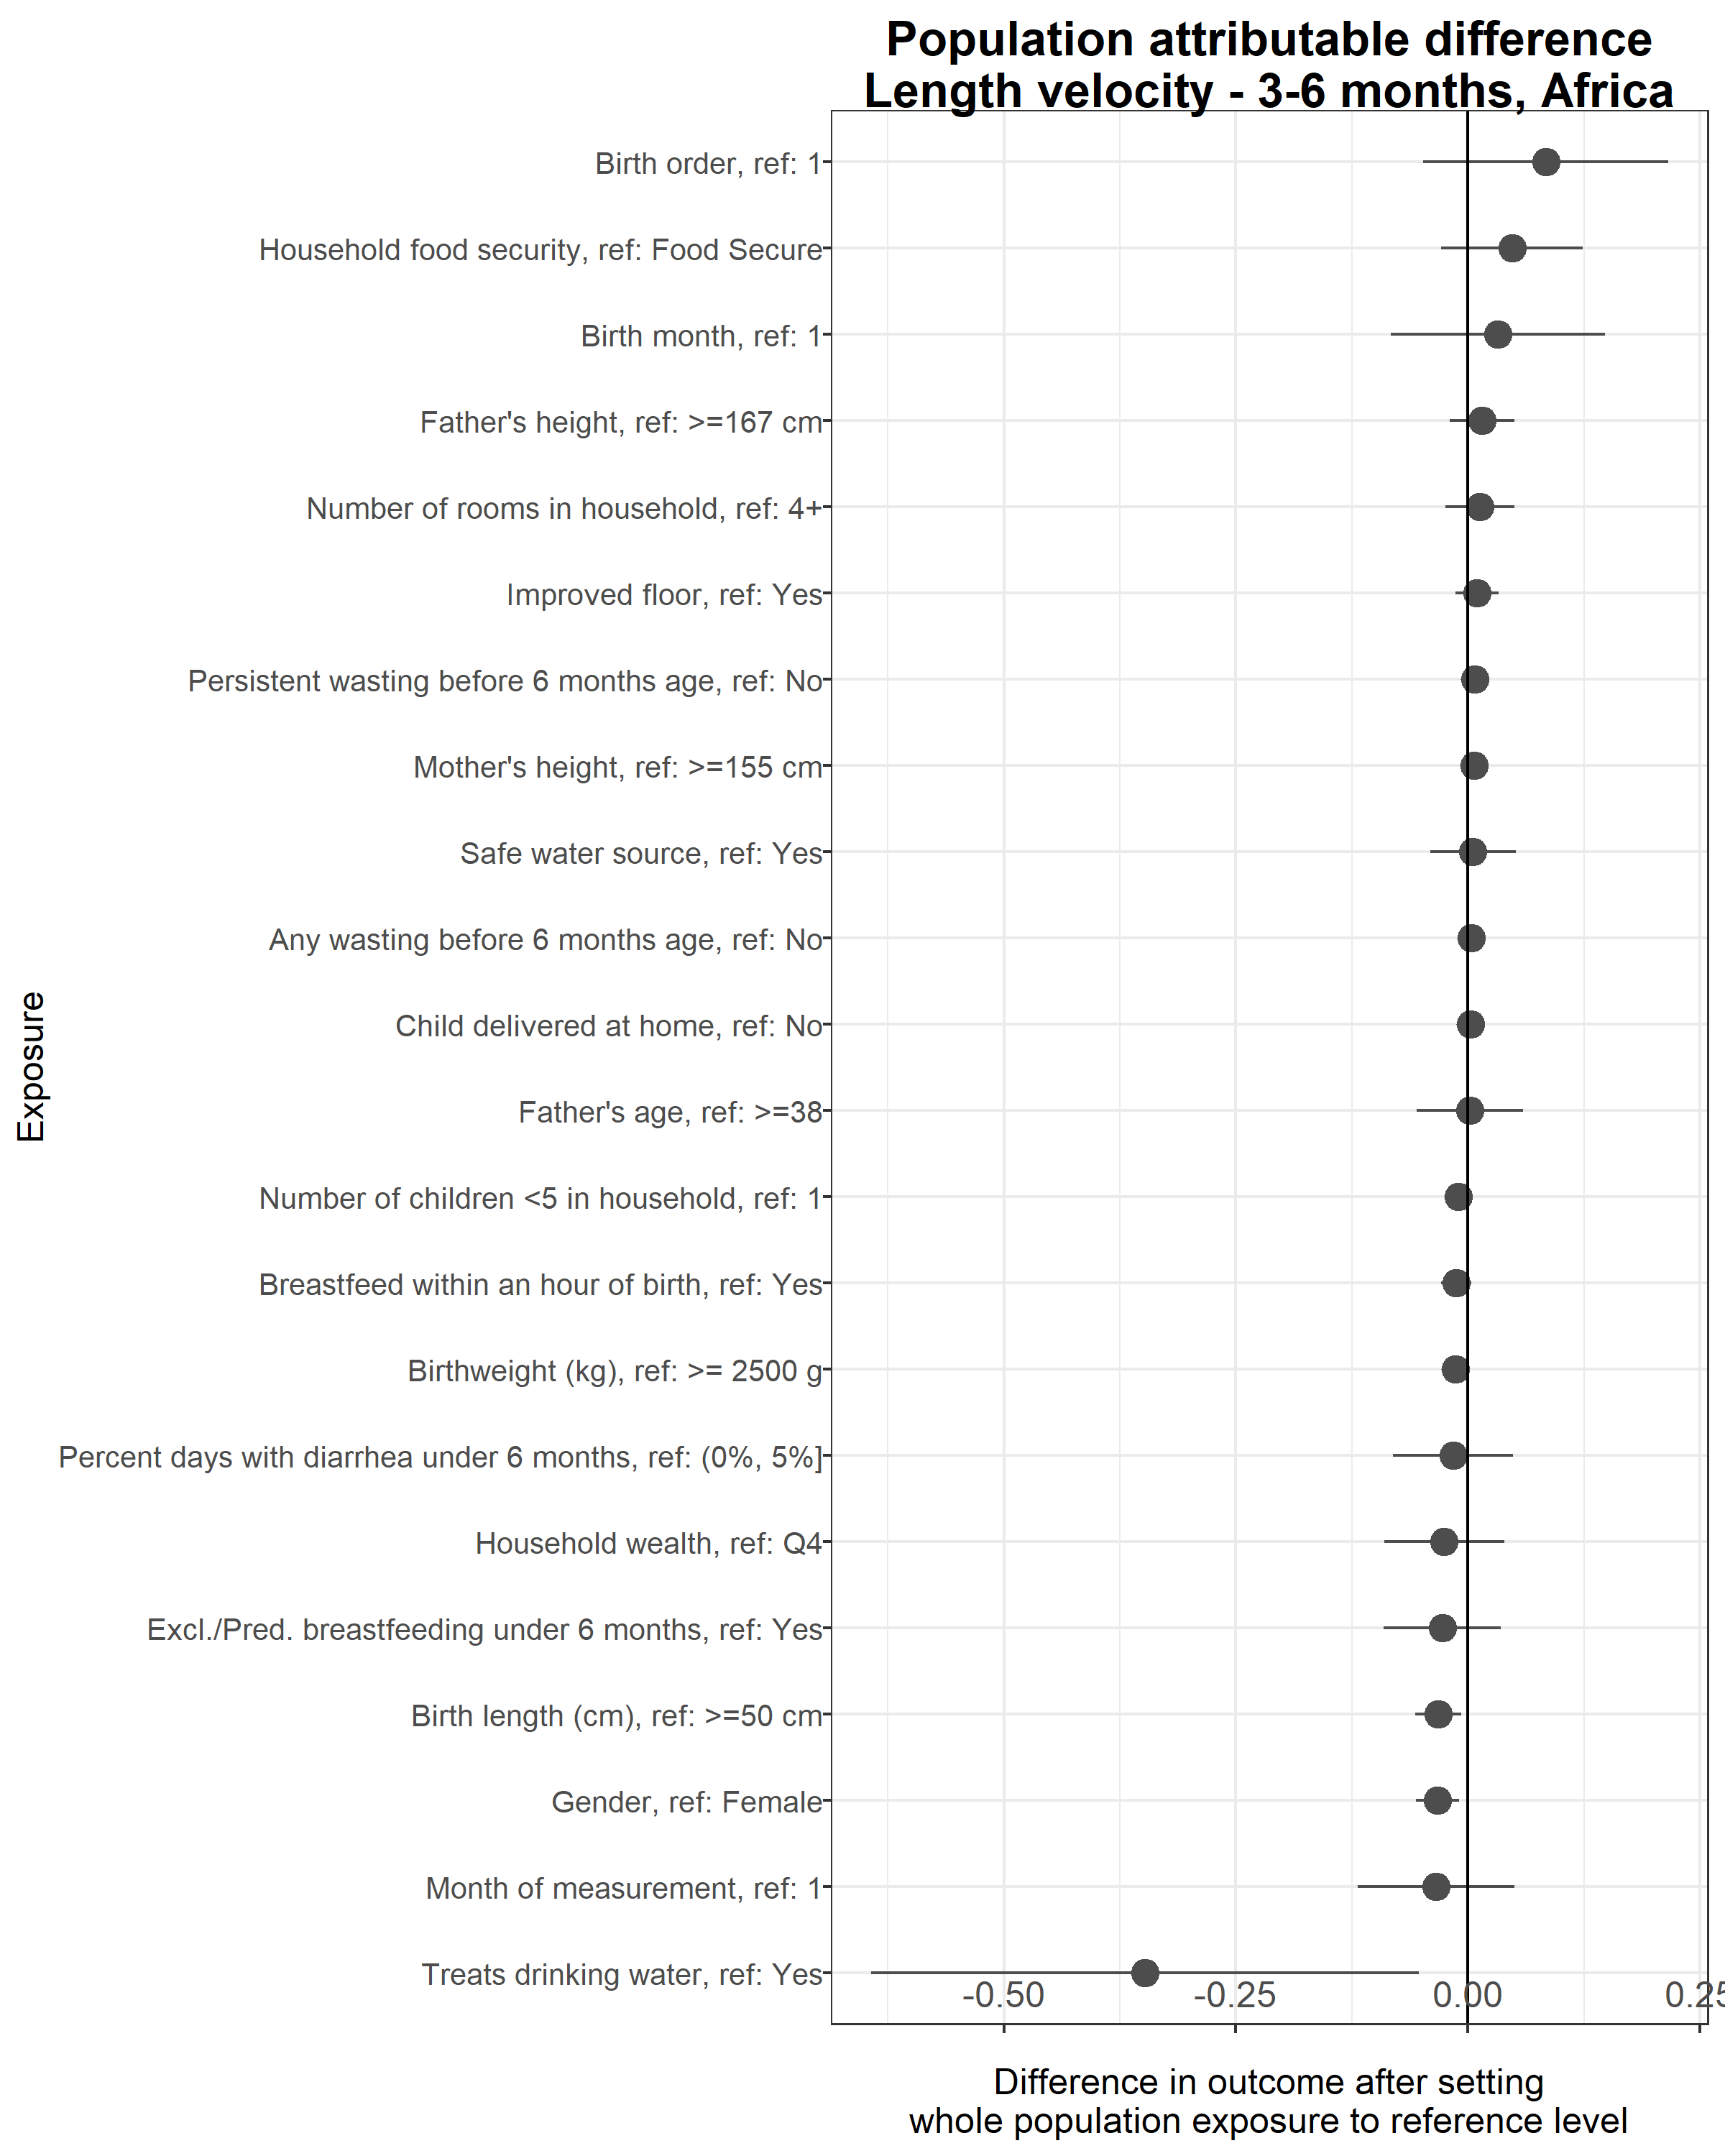 Population attributable difference
Length velocity - 3-6 months, Africa
Birth order, ref: 1
Household food security, ref: Food Secure
Birth month, ref: 1
Father's height, ref: >=167 cm
Number of rooms in household, ref: 4+
Improved floor, ref: Yes
Persistent wasting before 6 months age, ref: No
Mother's height, ref: >=155 cm
Safe water source, ref: Yes
Any wasting before 6 months age, ref: No
Child delivered at home, ref: No
Father's age, ref: >=38
Number of children <5 in household, ref: 1
Breastfeed within an hour of birth, ref: Yes
Birthweight (kg), ref: >= 2500 g
Percent days with diarrhea under 6 months, ref: (0%, 5%]
Household wealth, ref: Q4
Excl./Pred. breastfeeding under 6 months, ref: Yes
Birth length (cm), ref: >=50 cm
Gender, ref: Female
Month of measurement, ref: 1
Treats drinking water, ref: Yes
Exposure
-0.50 -0.25 0.00 0.25
Difference in outcome after setting
whole population exposure to reference level